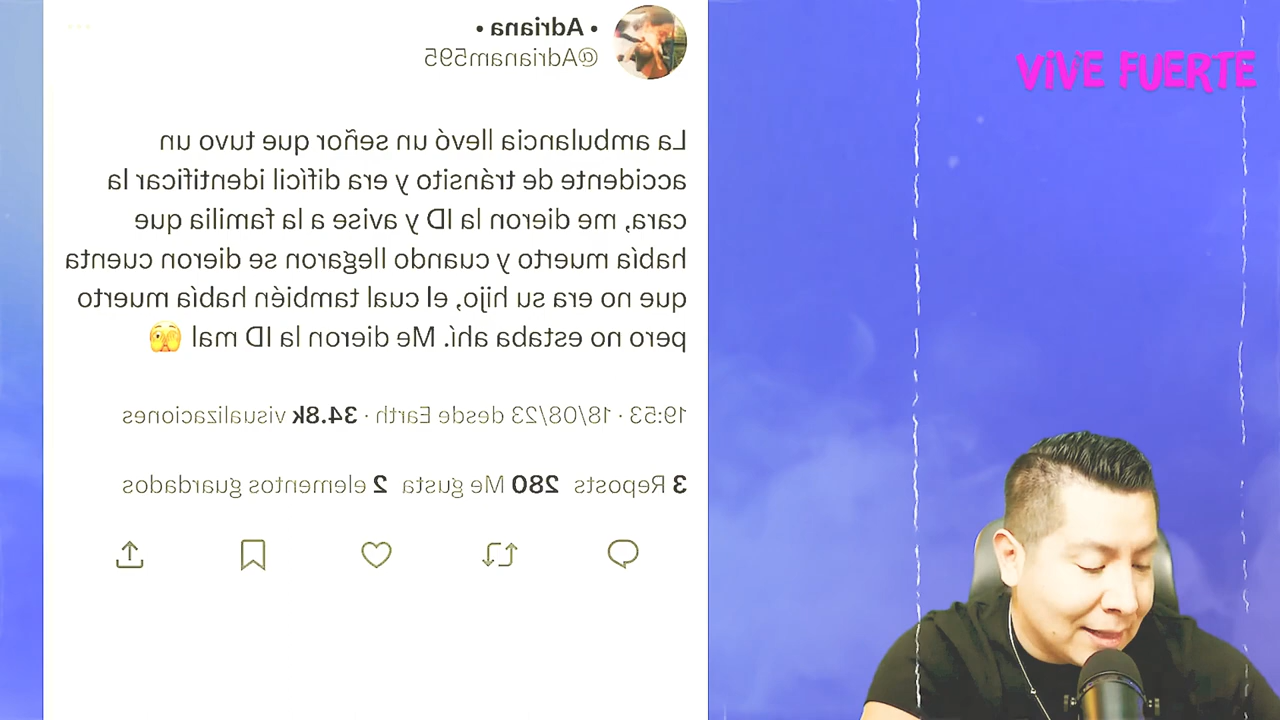 • Adriana •
@Adrianam595
VIVE FUERTE
La ambulancia llevó un señor que tuvo un
accidente de tránsito y era difícil identificar la
cara, me dieron la ID y avise a la familia que
había muerto y cuando llegaron se dieron cuenta
que no era su hijo, el cual también había muerto
pero no estaba ahí. Me dieron la ID mal 🫣
19:53 · 18/08/23 desde Earth · 34.8k visualizaciones
3 Reposts 280 Me gusta 2 elementos guardados